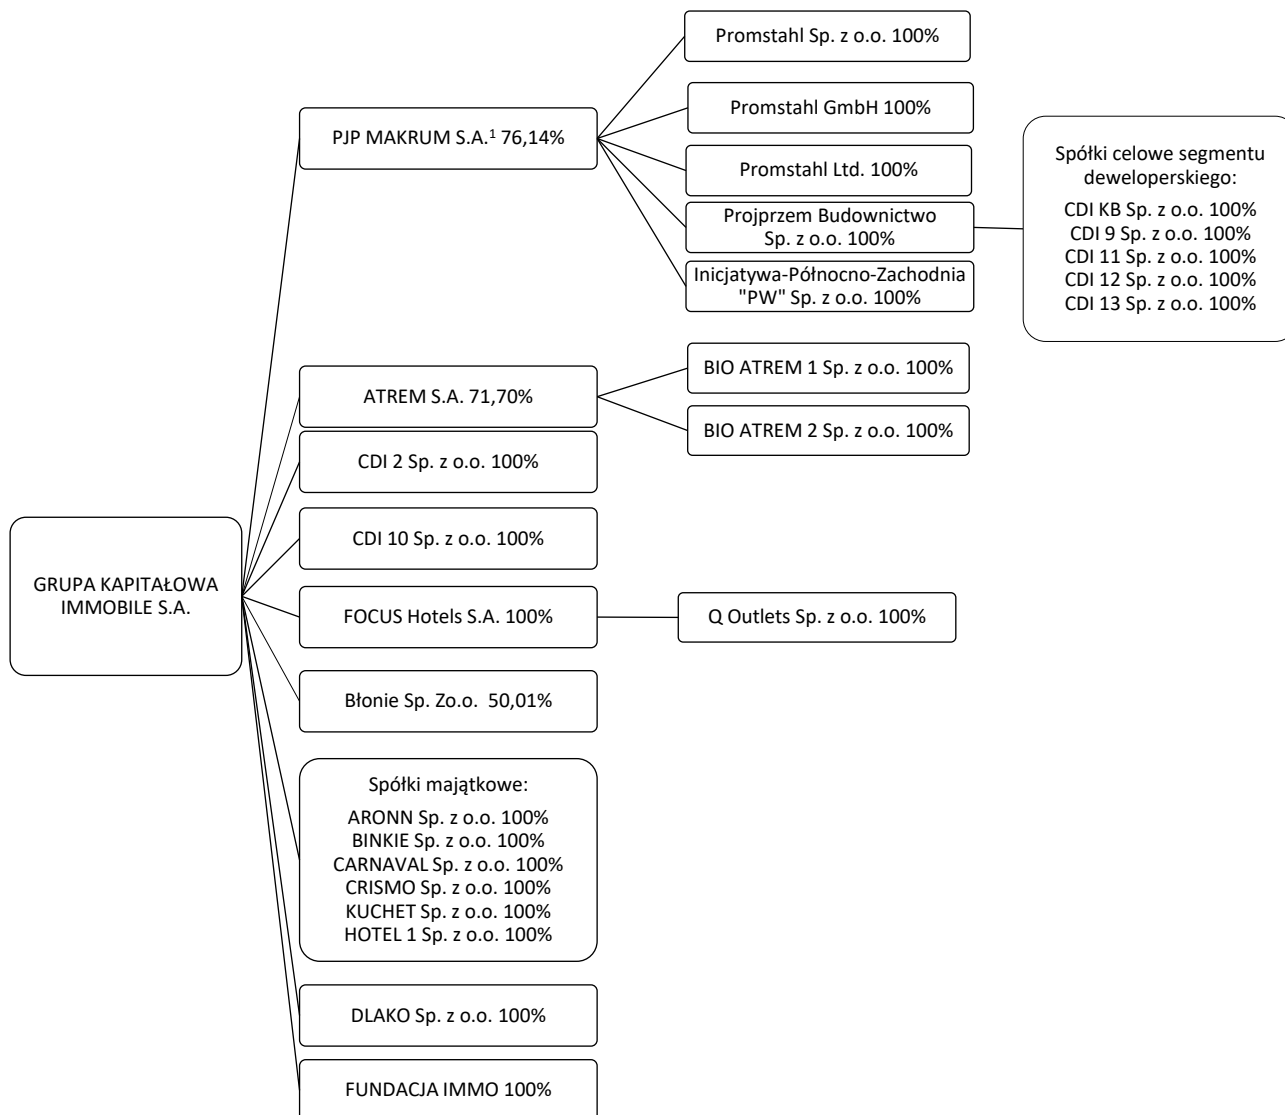 GRUPA KAPITAŁOWA
IMMOBILE S.A.
PJP MAKRUM S.A.¹ 76,14%
Promstahl Sp. z o.o. 100%
Promstahl GmbH 100%
Promstahl Ltd. 100%
Projprzem Budownictwo
Sp. z o.o. 100%
Inicjatywa-Północno-Zachodnia
"PW" Sp. z o.o. 100%
Spółki celowe segmentu
deweloperskiego:
CDI KB Sp. z o.o. 100%
CDI 9 Sp. z o.o. 100%
CDI 11 Sp. z o.o. 100%
CDI 12 Sp. z o.o. 100%
CDI 13 Sp. z o.o. 100%
ATREM S.A. 71,70%
BIO ATREM 1 Sp. z o.o. 100%
BIO ATREM 2 Sp. z o.o. 100%
CDI 2 Sp. z o.o. 100%
CDI 10 Sp. z o.o. 100%
FOCUS Hotels S.A. 100%
Q Outlets Sp. z o.o. 100%
Błonie Sp. Zo.o. 50,01%
Spółki majątkowe:
ARONN Sp. z o.o. 100%
BINKIE Sp. z o.o. 100%
CARNAVAL Sp. z o.o. 100%
CRISMO Sp. z o.o. 100%
KUCHET Sp. z o.o. 100%
HOTEL 1 Sp. z o.o. 100%
DLAKO Sp. z o.o. 100%
FUNDACJA IMMO 100%